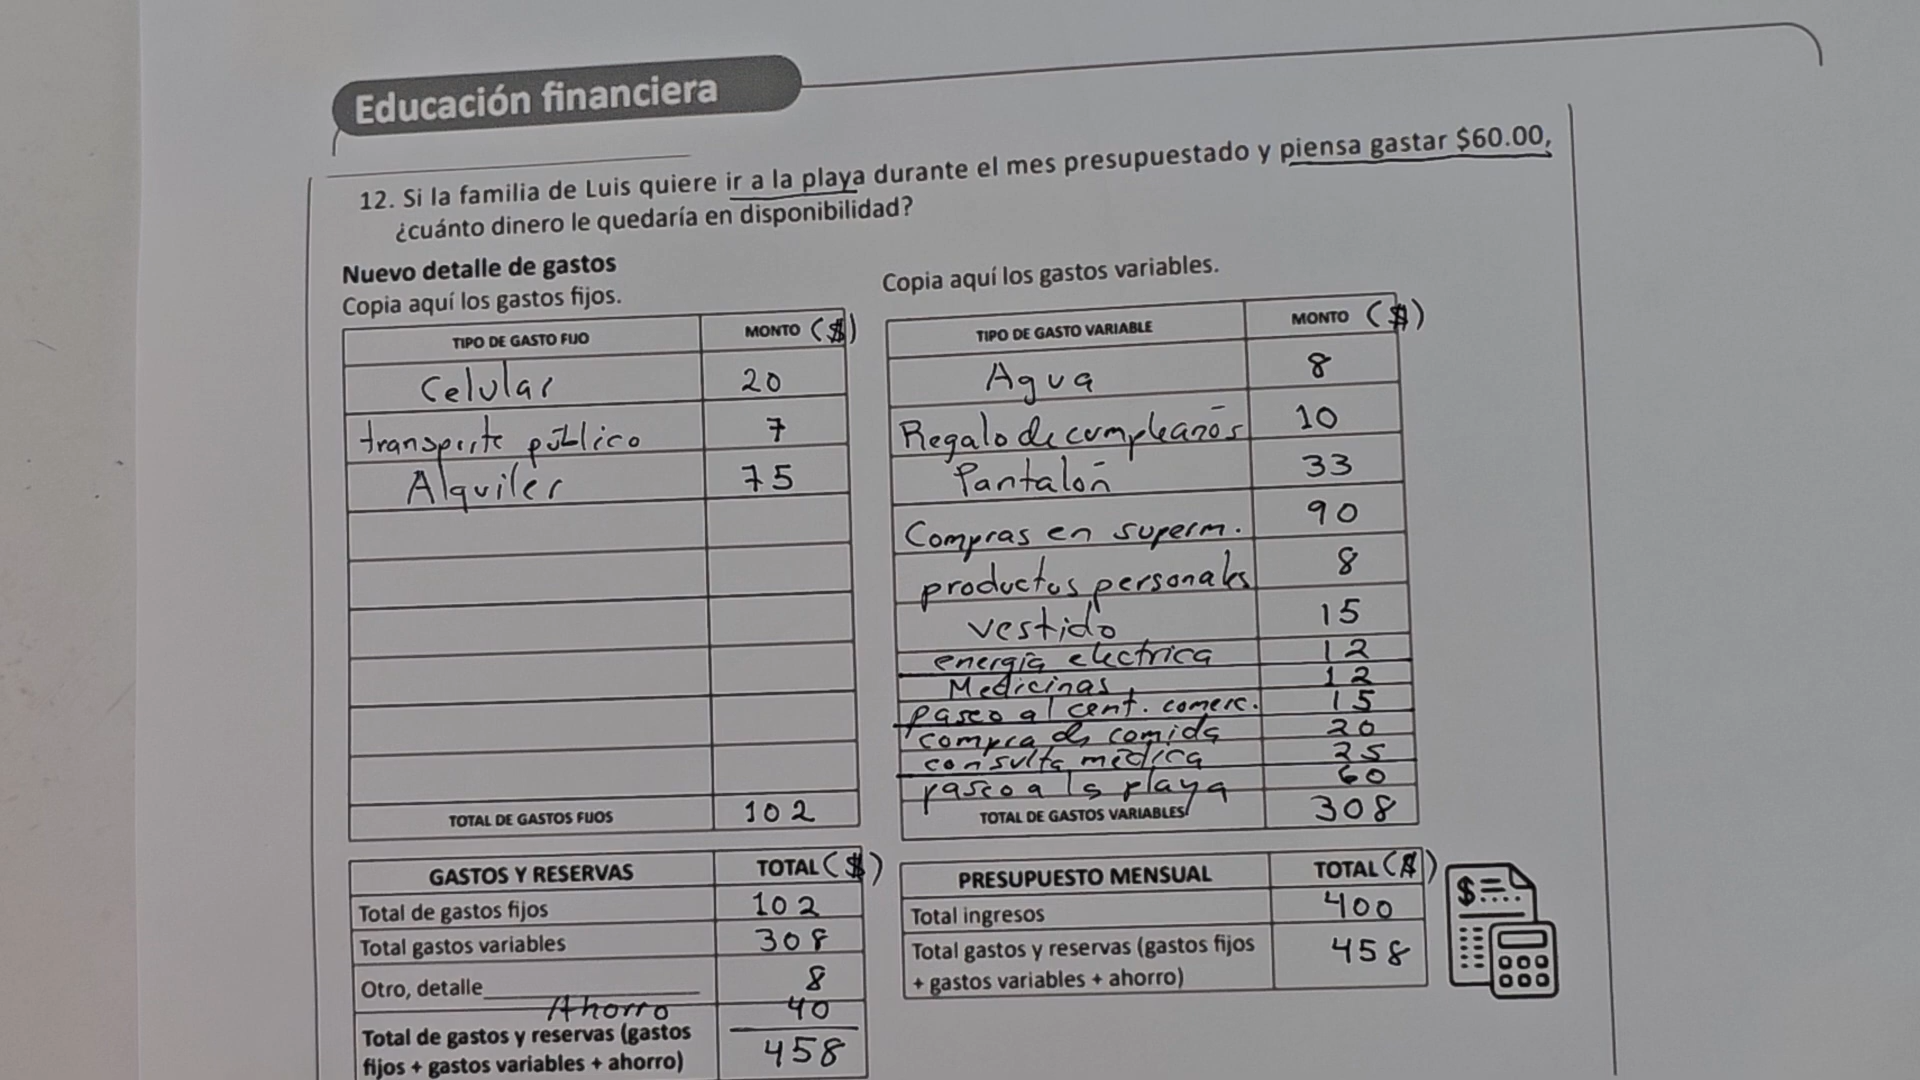 Educación financiera
12. Si la familia de Luis quiere ir a la playa durante el mes presupuestado y piensa gastar $60.00,
¿cuánto dinero le quedaría en disponibilidad?
Nuevo detalle de gastos
Copia aquí los gastos fijos.
TIPO DE GASTO FIJO MONTO ($)
Celular 20
transporte público 7
Alquiler 75
TOTAL DE GASTOS FIJOS 102
Copia aquí los gastos variables.
TIPO DE GASTO VARIABLE MONTO ($)
Agua 8
Regalo de cumpleaños 10
Pantalón 33
Compras en superm. 90
productos personales 8
vestido 15
energía electrica 12
Medicinas 12
paseo al cent. comerc. 15
compra de comida 20
consulta médica 25
paseo a la playa 60
TOTAL DE GASTOS VARIABLES 308
GASTOS Y RESERVAS TOTAL ($)
Total de gastos fijos 102
Total gastos variables 308
Otro, detalle 8
Ahorro 40
Total de gastos y reservas (gastos
fijos + gastos variables + ahorro) 458
PRESUPUESTO MENSUAL TOTAL ($)
Total ingresos 400
Total gastos y reservas (gastos fijos 458
+ gastos variables + ahorro)
$